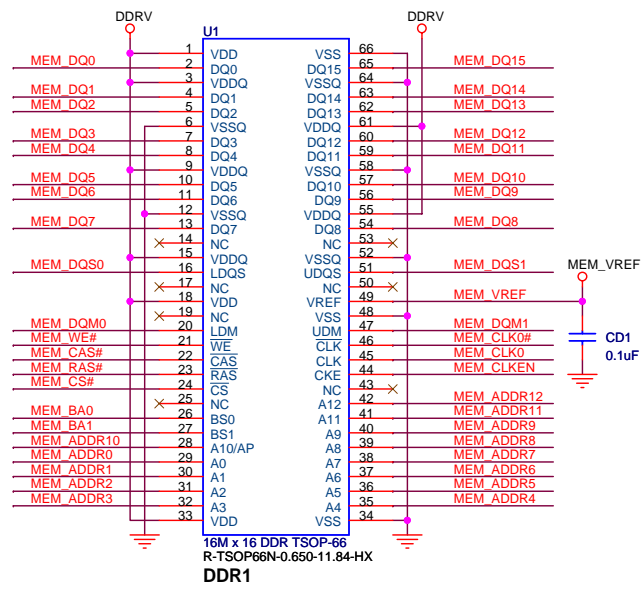 DDRV DDRV
U1
1 VDD VSS 66
MEM_DQ0 2 DQ0 DQ15 65 MEM_DQ15
3 VDDQ VSSQ 64
MEM_DQ1 4 DQ1 DQ14 63 MEM_DQ14
MEM_DQ2 5 DQ2 DQ13 62 MEM_DQ13
6 VSSQ VDDQ 61
MEM_DQ3 7 DQ3 DQ12 60 MEM_DQ12
MEM_DQ4 8 DQ4 DQ11 59 MEM_DQ11
9 VDDQ VSSQ 58
MEM_DQ5 10 DQ5 DQ10 57 MEM_DQ10
MEM_DQ6 11 DQ6 DQ9 56 MEM_DQ9
12 VSSQ VDDQ 55
MEM_DQ7 13 DQ7 DQ8 54 MEM_DQ8
14 NC NC 53
15 VDDQ VSSQ 52
MEM_DQS0 16 LDQS UDQS 51 MEM_DQS1 MEM_VREF
17 NC NC 50
18 VDD VREF 49 MEM_VREF
19 NC VSS 48
MEM_DQM0 20 LDM UDM 47 MEM_DQM1
MEM_WE# 21 WE CLK 46 MEM_CLK0# CD1
MEM_CAS# 22 CAS CLK 45 MEM_CLK0 0.1uF
MEM_RAS# 23 RAS CKE 44 MEM_CLKEN
MEM_CS# 24 CS NC 43
25 NC A12 42 MEM_ADDR12
MEM_BA0 26 BS0 A11 41 MEM_ADDR11
MEM_BA1 27 BS1 A9 40 MEM_ADDR9
MEM_ADDR10 28 A10/AP A8 39 MEM_ADDR8
MEM_ADDR0 29 A0 A7 38 MEM_ADDR7
MEM_ADDR1 30 A1 A6 37 MEM_ADDR6
MEM_ADDR2 31 A2 A5 36 MEM_ADDR5
MEM_ADDR3 32 A3 A4 35 MEM_ADDR4
33 VDD VSS 34
16M x 16 DDR TSOP-66
R-TSOP66N-0.650-11.84-HX
DDR1